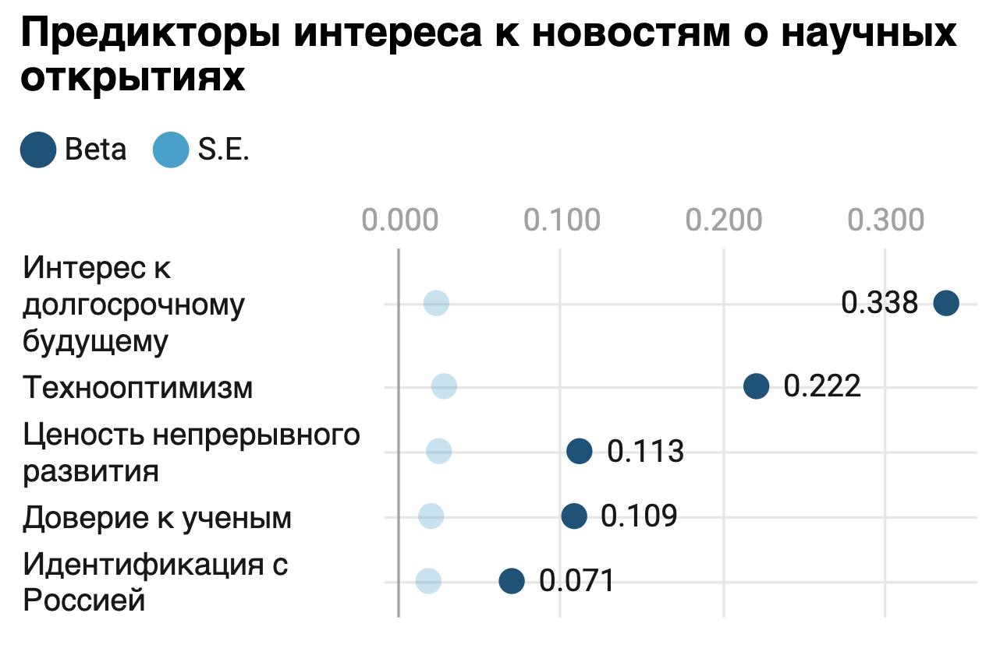 Предикторы интереса к новостям о научных
открытиях
Beta S.E.
0.000 0.100 0.200 0.300
Интерес к
долгосрочному
будущему
0.338
Технооптимизм 0.222
Ценость непрерывного
развития
0.113
Доверие к ученым 0.109
Идентификация с
Россией
0.071